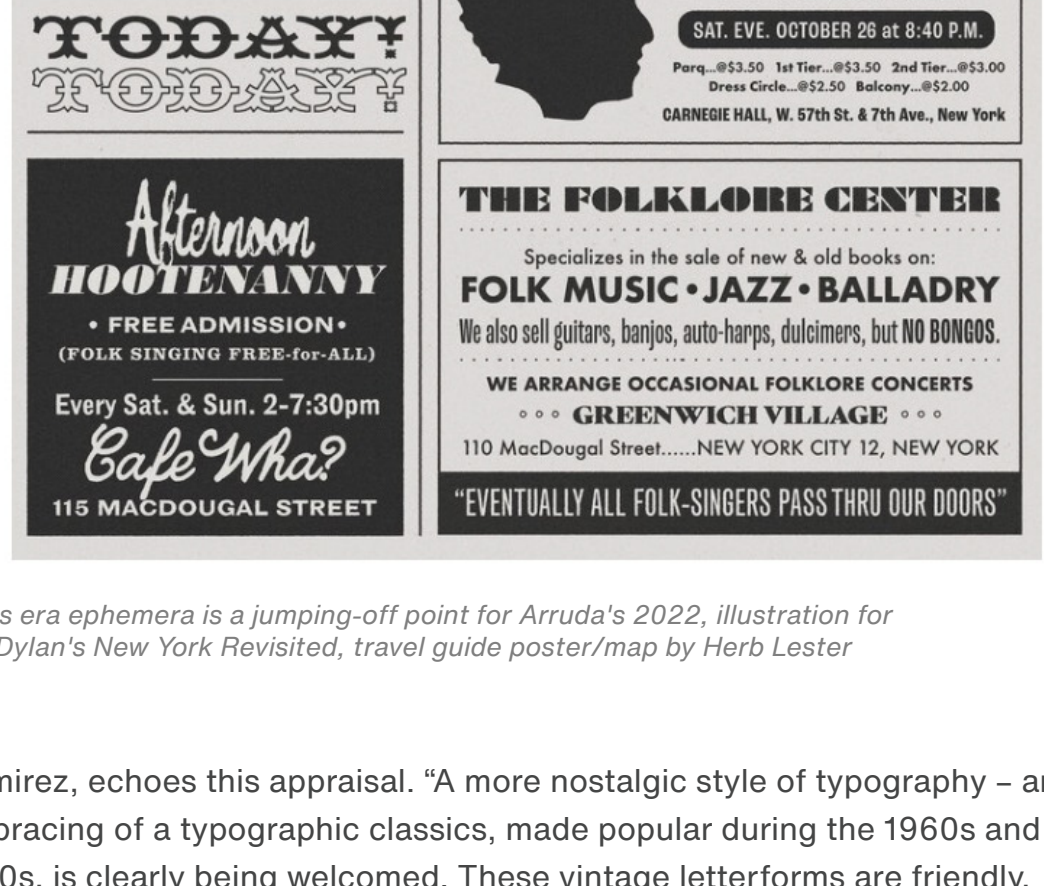 TODAY!
TODAY!
SAT. EVE. OCTOBER 26 at 8:40 P.M.
Parq...@$3.50 1st Tier...@$3.50 2nd Tier...@$3.00
Dress Circle...@$2.50 Balcony...@$2.00
CARNEGIE HALL, W. 57th St. & 7th Ave., New York
Afternoon
HOOTENANNY
• FREE ADMISSION•
(FOLK SINGING FREE-for-ALL)
Every Sat. & Sun. 2-7:30pm
Cafe Wha?
115 MACDOUGAL STREET
THE FOLKLORE CENTER
Specializes in the sale of new & old books on:
FOLK MUSIC • JAZZ • BALLADRY
We also sell guitars, banjos, auto-harps, dulcimers, but NO BONGOS.
WE ARRANGE OCCASIONAL FOLKLORE CONCERTS
GREENWICH VILLAGE
110 MacDougal Street......NEW YORK CITY 12, NEW YORK
“EVENTUALLY ALL FOLK-SINGERS PASS THRU OUR DOORS”
s era ephemera is a jumping-off point for Arruda's 2022, illustration for
Dylan's New York Revisited, travel guide poster/map by Herb Lester
mirez, echoes this appraisal. “A more nostalgic style of typography – an
bracing of a typographic classics, made popular during the 1960s and
0s, is clearly being welcomed. These vintage letterforms are friendly,